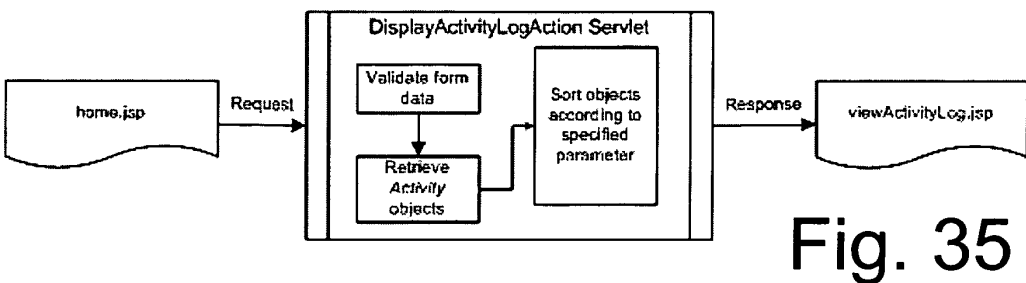 DisplayActivityLogAction Servlet
home.jsp
Request
Validate form
data
Retrieve
Activity
objects
Sort objects
according to
specified
parameter
Response
viewActivityLog.jsp
Fig. 35